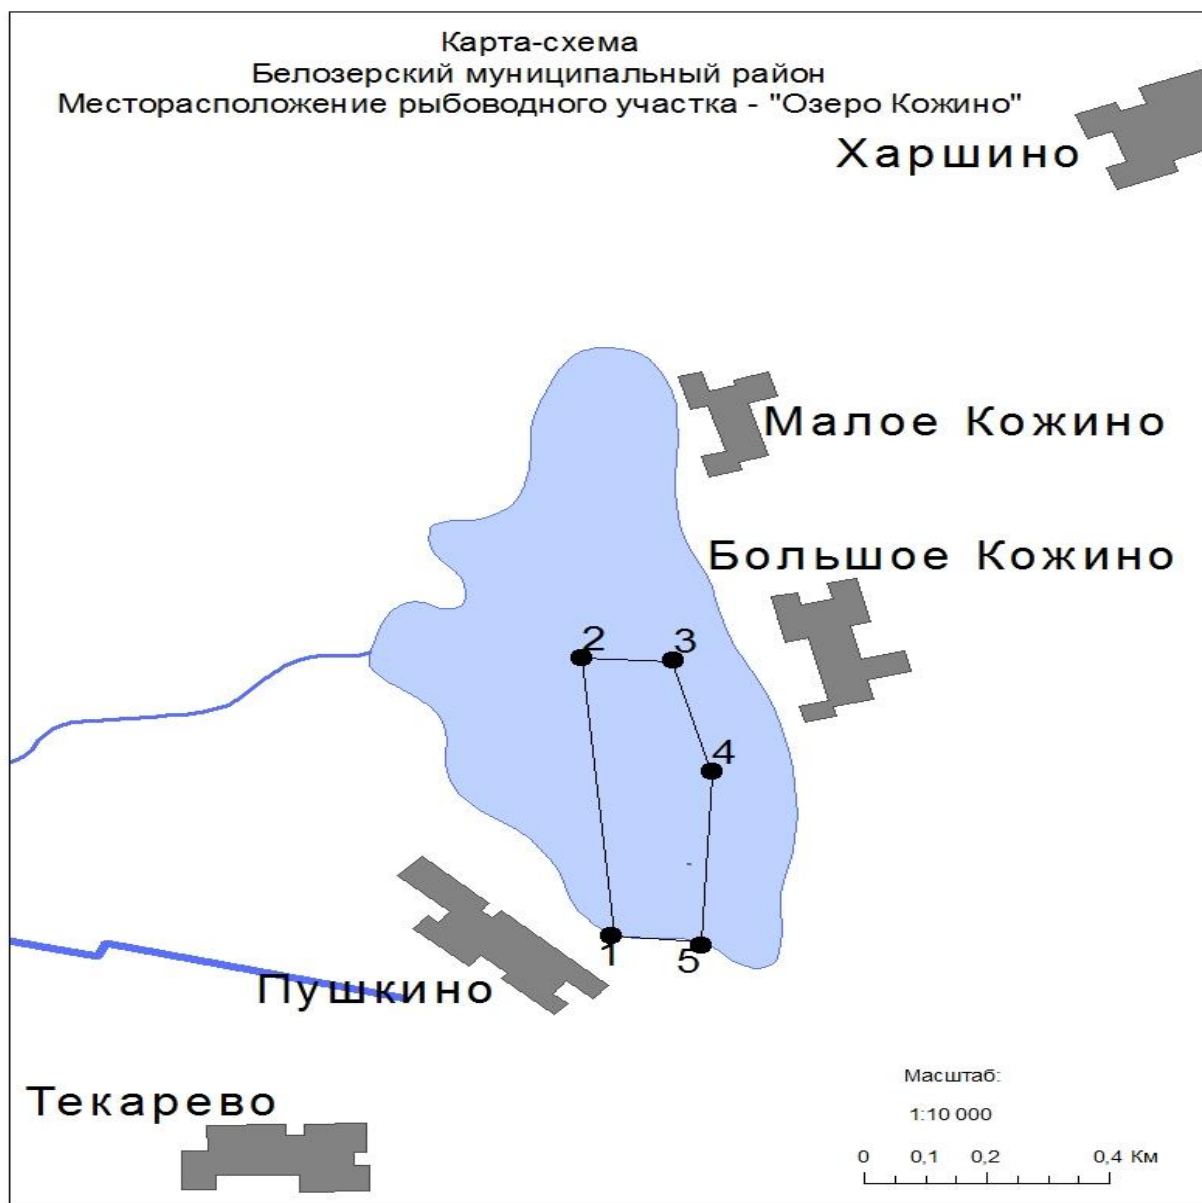 Карта-схема
Белозерский муниципальный район
Месторасположение рыбоводного участка - "Озеро Кожино"
Харшино
Малое Кожино
Большое Кожино
2
3
4
1
5
Пушкино
Масштаб:
1:10 000
Текарево
0 0,1 0,2 0,4 Км